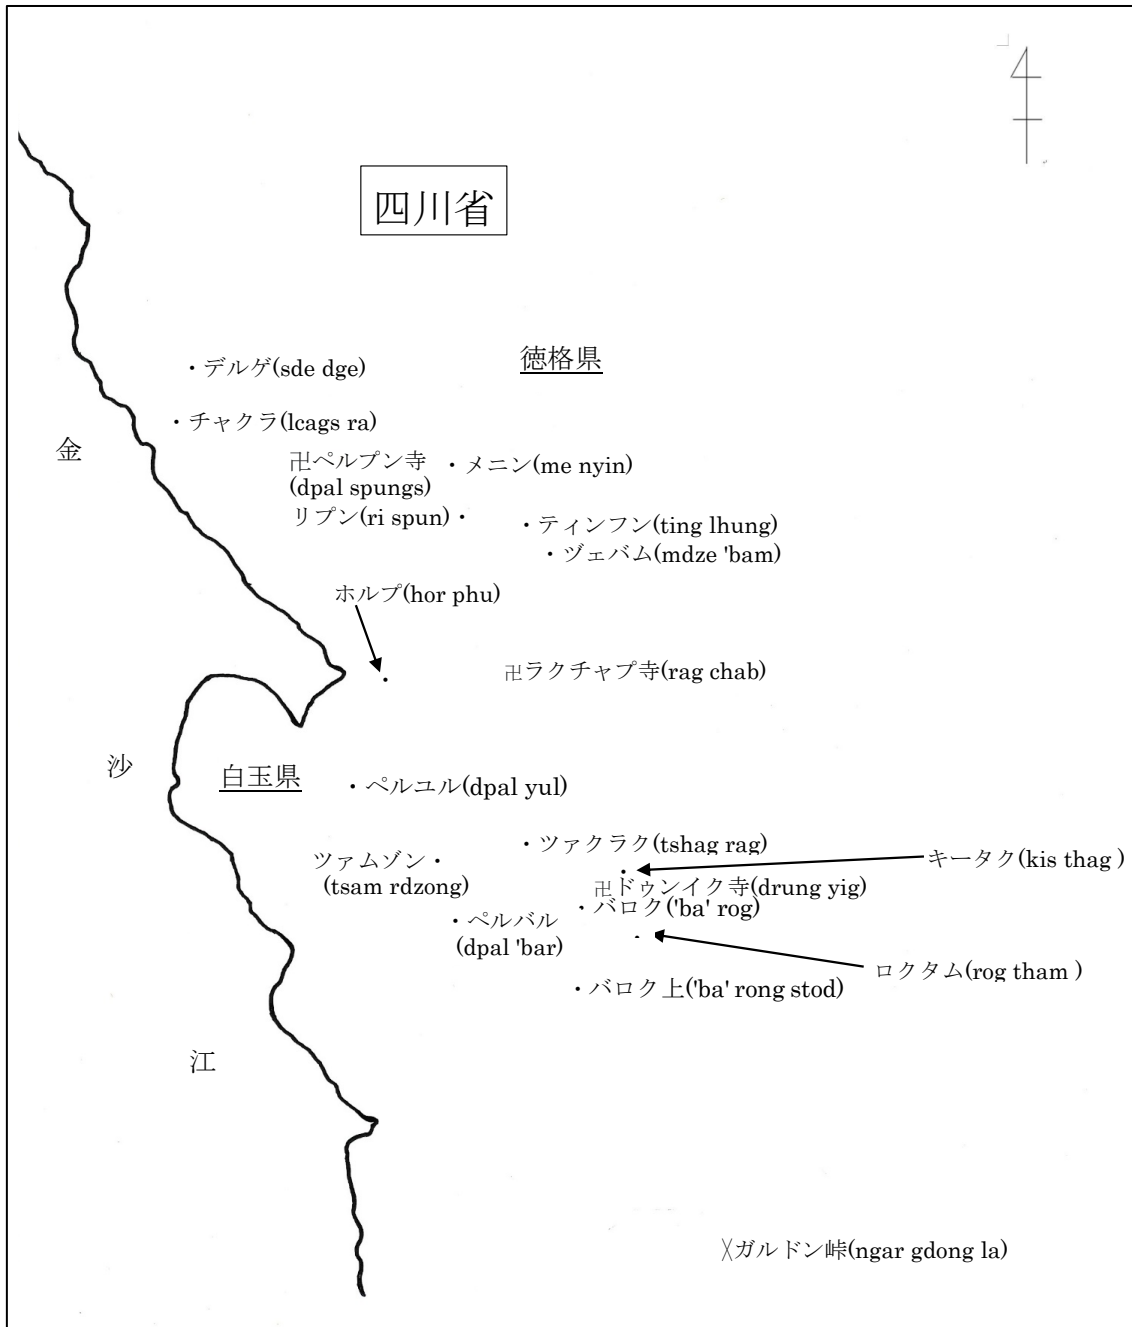 四川省
・デルゲ(sde dge)
徳格県
・チャクラ(lcags ra)
金
卍ペルプン寺
(dpal spungs)
・メニン(me nyin)
リプン(ri spun)・
・ティンフン(ting lhung)
・ヅェバム(mdze 'bam)
ホルプ(hor phu)
卍ラクチャプ寺(rag chab)
沙
白玉県
・ペルユル(dpal yul)
・ツァクラク(tshag rag)
ツァムゾン・
(tsam rdzong)
キータク(kis thag )
卍ドゥンイク寺(drung yig)
・バロク('ba' rog)
・ペルバル
(dpal 'bar)
ロクタム(rog tham )
・バロク上('ba' rong stod)
江
ガルドン峠(ngar gdong la)